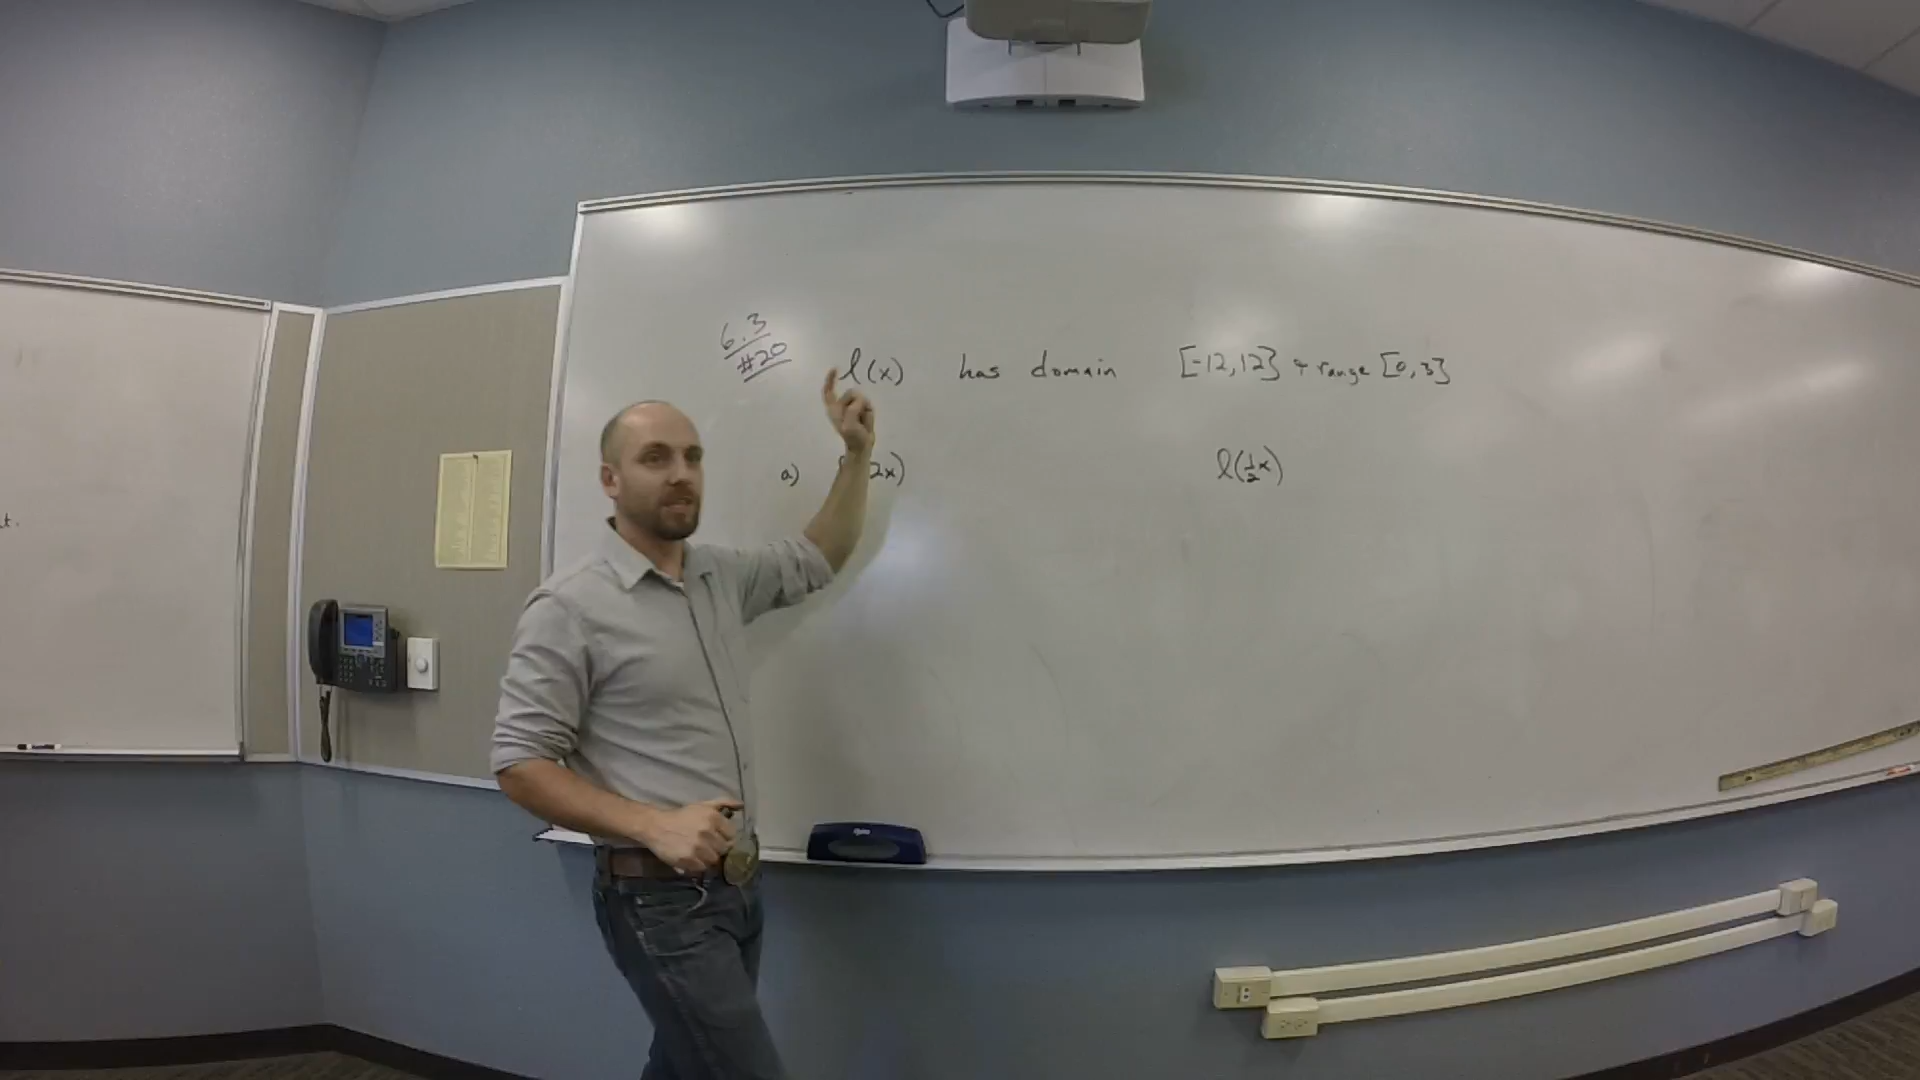 6.3
#20
l(x) has domain [-12,12] + range [0,3]
a) 2x)
l(½x)
t.